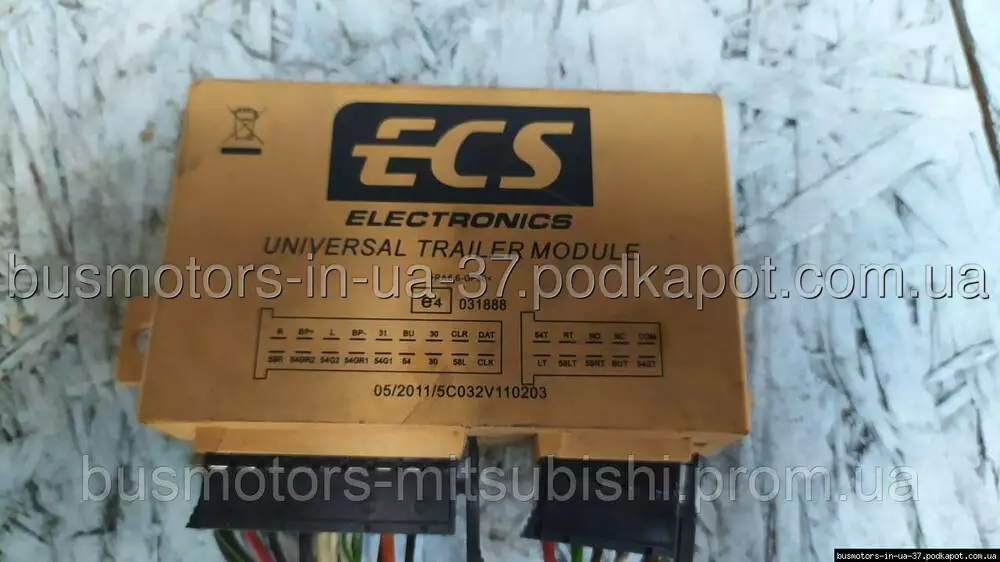 ECS
ELECTRONICS
UNIVERSAL TRAILER MODULE
busmotors-in-ua-37.podkapot.com.ua
e4 031888
R BP+ L BP- 31 BU 30 CLR DAT
58R 54GR2 54G2 54GR1 54G1 54 30 58L CLK
54T RT NO NC COM
LT 58LT 58RT BUT 54ST
05/2011/5C032V110203
busmotors-mitsubishi.prom.ua
busmotors-in-ua-37.podkapot.com.ua